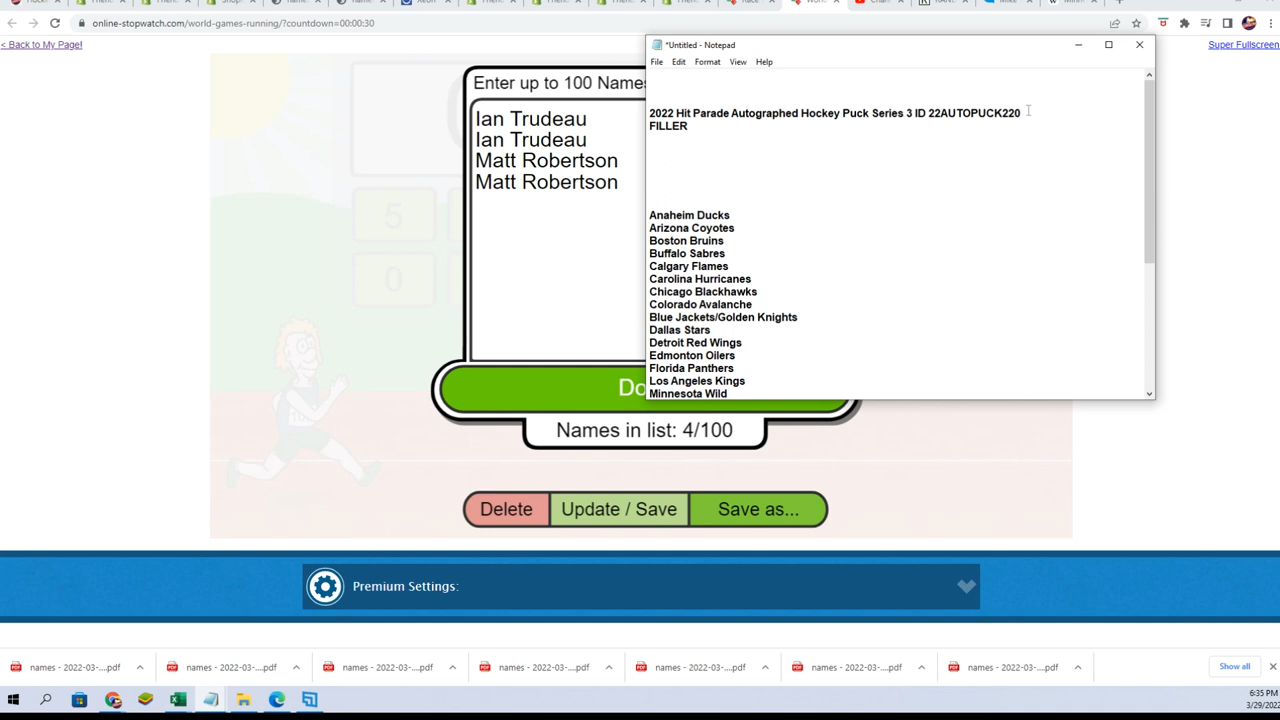 online-stopwatch.com/world-games-running/?countdown=00:00:30
< Back to My Page!
Super Fullscreen
Enter up to 100 Names
Ian Trudeau
Ian Trudeau
Matt Robertson
Matt Robertson
5
0
Names in list: 4/100
Delete
Update / Save
Save as...
Premium Settings:
*Untitled - Notepad
File Edit Format View Help
2022 Hit Parade Autographed Hockey Puck Series 3 ID 22AUTOPUCK220
FILLER
Anaheim Ducks
Arizona Coyotes
Boston Bruins
Buffalo Sabres
Calgary Flames
Carolina Hurricanes
Chicago Blackhawks
Colorado Avalanche
Blue Jackets/Golden Knights
Dallas Stars
Detroit Red Wings
Edmonton Oilers
Florida Panthers
Los Angeles Kings
Minnesota Wild
names - 2022-03-....pdf
names - 2022-03-....pdf
names - 2022-03-....pdf
names - 2022-03-....pdf
names - 2022-03-....pdf
names - 2022-03-....pdf
names - 2022-03-....pdf
Show all
6:35 PM